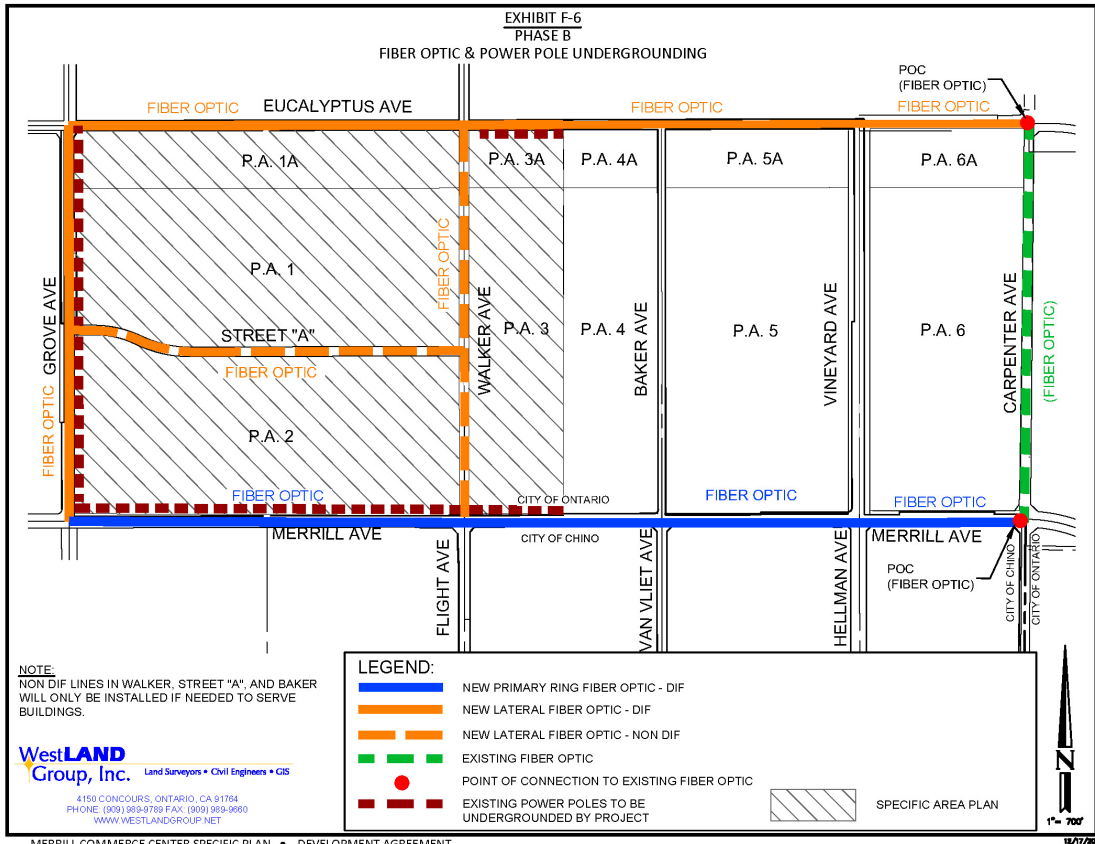 EXHIBIT F-6
PHASE B
FIBER OPTIC & POWER POLE UNDERGROUNDING
POC
(FIBER OPTIC)
FIBER OPTIC
EUCALYPTUS AVE
FIBER OPTIC
FIBER OPTIC
P.A. 1A
P.A. 3A
P.A. 4A
P.A. 5A
P.A. 6A
FIBER OPTIC
P.A. 1
GROVE AVE
STREET "A"
FIBER OPTIC
WALKER AVE
P.A. 3
P.A. 4
BAKER AVE
P.A. 5
VINEYARD AVE
P.A. 6
CARPENTER AVE
(FIBER OPTIC)
FIBER OPTIC
P.A. 2
FIBER OPTIC
CITY OF ONTARIO
FIBER OPTIC
FIBER OPTIC
MERRILL AVE
CITY OF CHINO
MERRILL AVE
FLIGHT AVE
VAN VLIET AVE
HELLMAN AVE
POC
(FIBER OPTIC)
CITY OF CHINO
CITY OF ONTARIO
NOTE:
NON DIF LINES IN WALKER, STREET "A", AND BAKER
WILL ONLY BE INSTALLED IF NEEDED TO SERVE
BUILDINGS.
WestLAND
Group, Inc.
Land Surveyors • Civil Engineers • GIS
4150 CONCOURS, ONTARIO, CA 91764
PHONE: (909) 989-9789 FAX: (909) 989-9660
WWW.WESTLANDGROUP.NET
LEGEND:
NEW PRIMARY RING FIBER OPTIC - DIF
NEW LATERAL FIBER OPTIC - DIF
NEW LATERAL FIBER OPTIC - NON DIF
EXISTING FIBER OPTIC
POINT OF CONNECTION TO EXISTING FIBER OPTIC
EXISTING POWER POLES TO BE
UNDERGROUNDED BY PROJECT
SPECIFIC AREA PLAN
N
1"= 700'
MERRILL COMMERCE CENTER SPECIFIC PLAN • DEVELOPMENT AGREEMENT